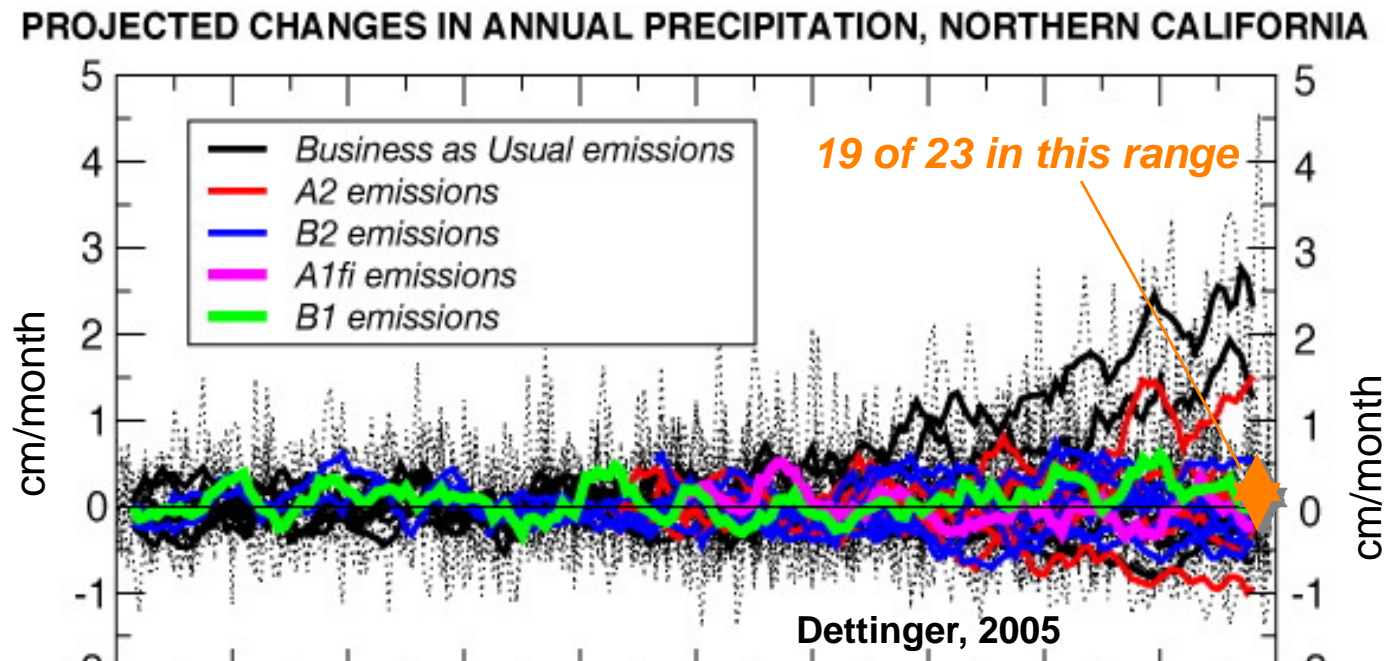 PROJECTED CHANGES IN ANNUAL PRECIPITATION, NORTHERN CALIFORNIA
5
5
Business as Usual emissions
19 of 23 in this range
4
4
A2 emissions
3
B2 emissions
3
A1fi emissions
B1 emissions
2
2
cm/month
cm/month
1
1
0
0
-1
-1
Dettinger, 2005